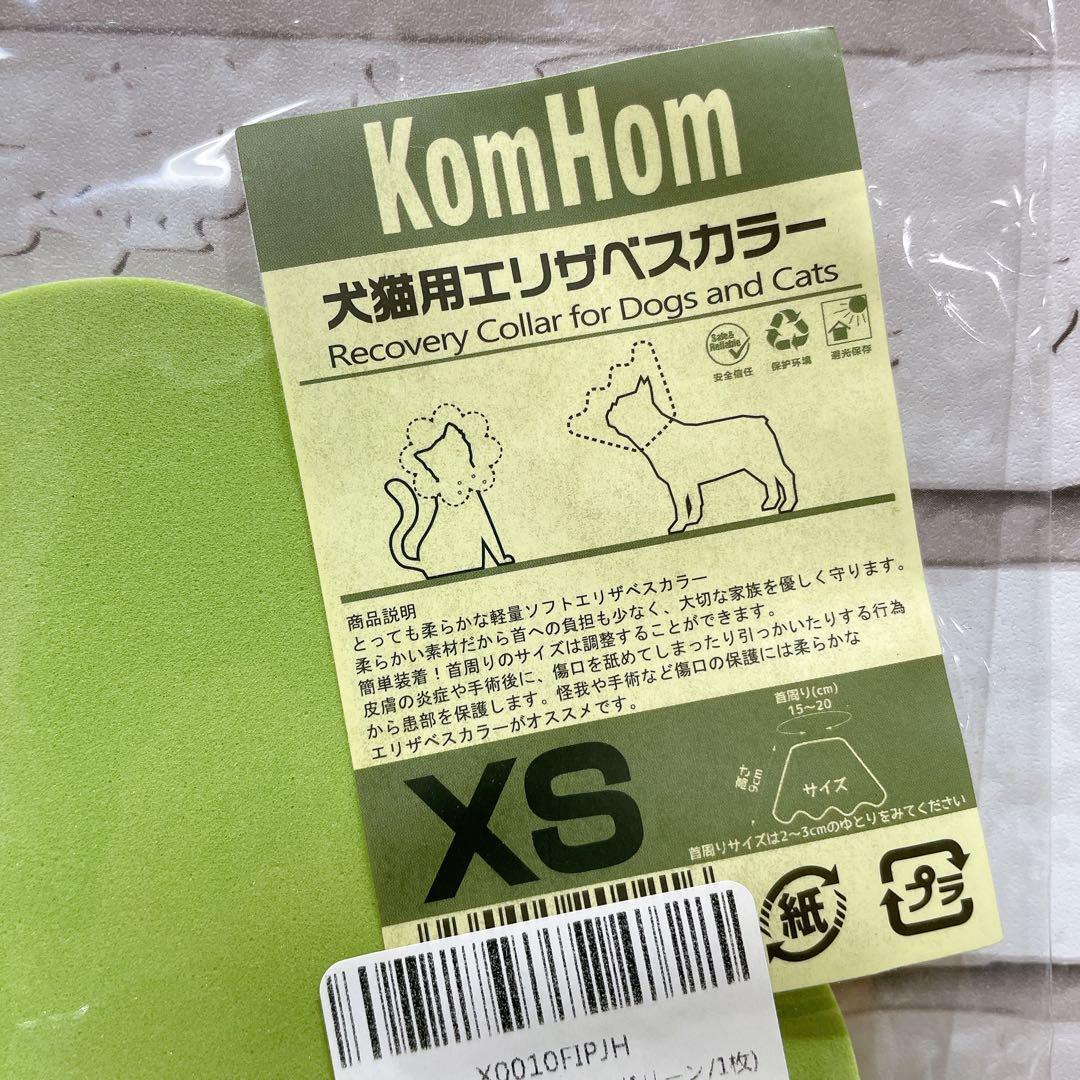 KomHom
犬猫用エリザベスカラー
Recovery Collar for Dogs and Cats
Safe& Reliable
安全信任
保护环境
避光保存
商品説明
とっても柔らかな軽量ソフトエリザベスカラー
柔らかい素材だから首への負担も少なく、大切な家族を優しく守ります。
簡単装着！首周りのサイズは調整することができます。
皮膚の炎症や手術後に、傷口を舐めてしまったり引っかいたりする行為
から患部を保護します。怪我や手術など傷口の保護には柔らかな
エリザベスカラーがオススメです。
XS
首周り(cm)
15～20
9cm
サイズ
首周りサイズは2～3cmのゆとりをみてください
紙
プラ
X0010FIPJH
リーン/1枚)